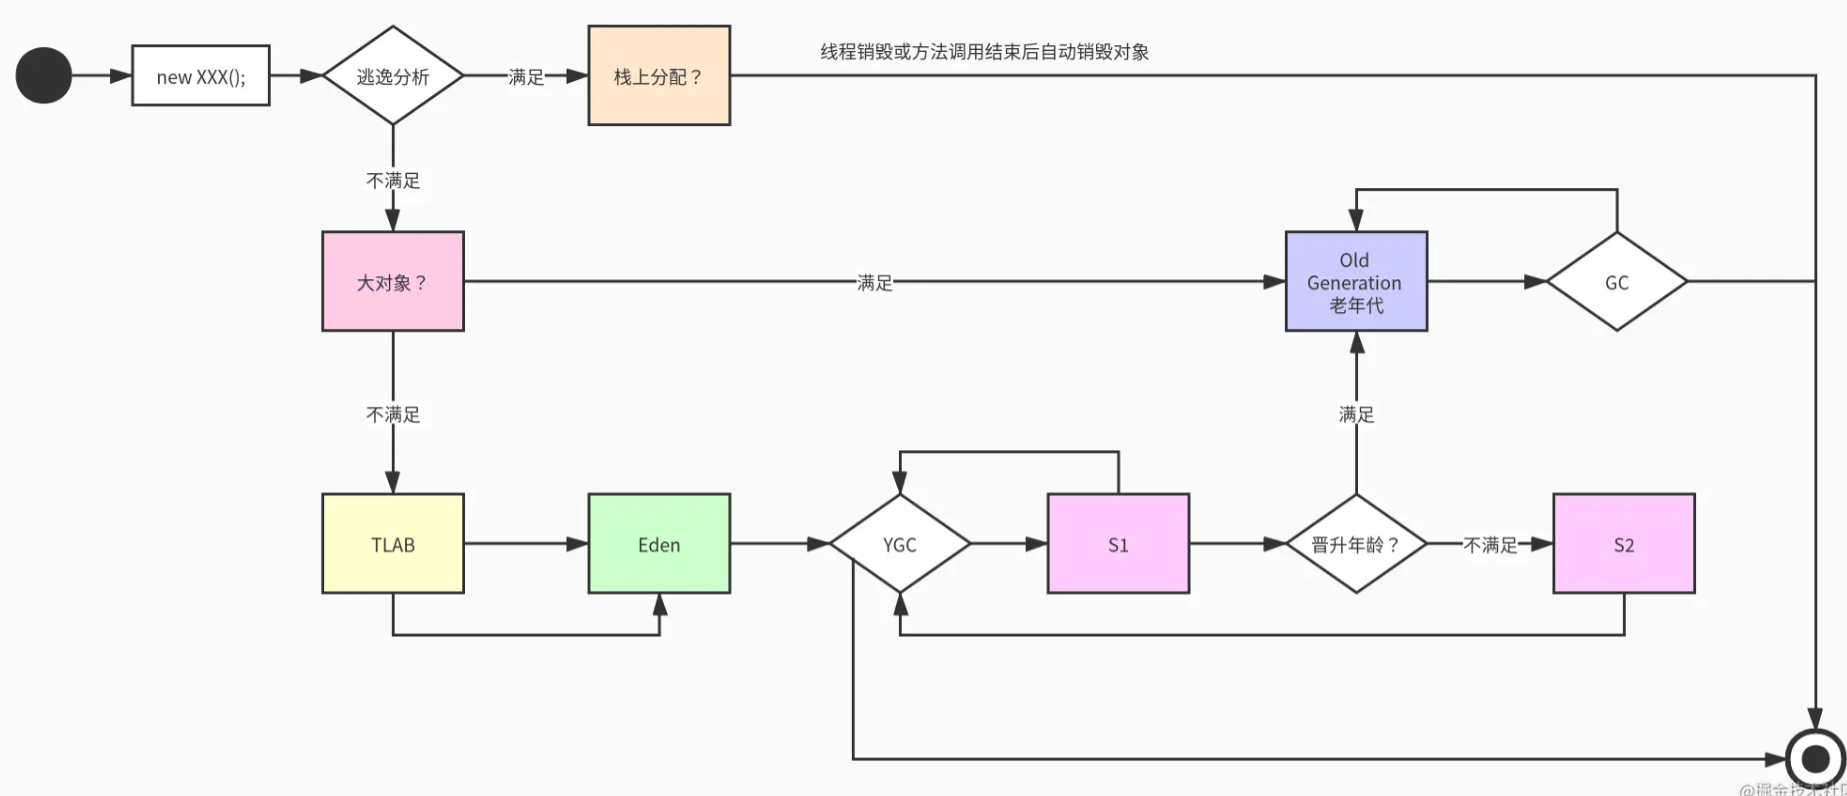 线程销毁或方法调用结束后自动销毁对象
new XXX();
逃逸分析
满足
栈上分配？
不满足
大对象？
满足
Old
Generation
老年代
GC
不满足
满足
TLAB
Eden
YGC
S1
晋升年龄？
不满足
S2
@掘金技术社区